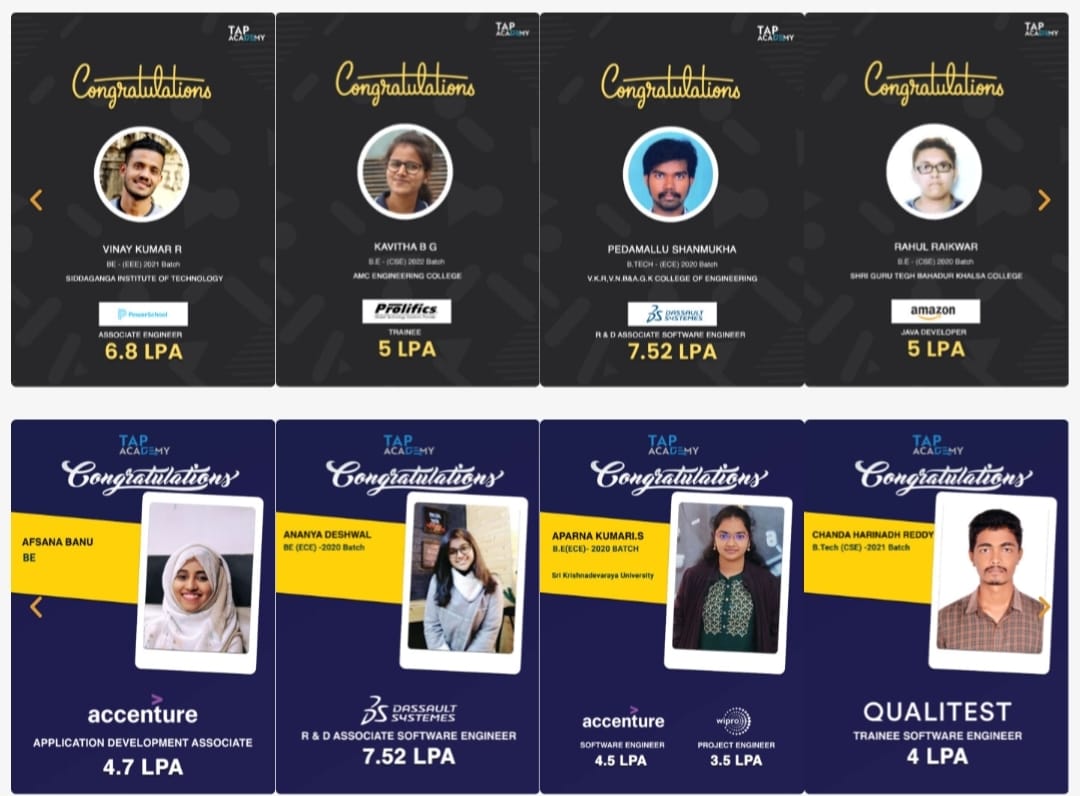 TAP
ACADEMY
Congratulations
VINAY KUMAR R
BE - (EEE) 2021 Batch
SIDDAGANGA INSTITUTE OF TECHNOLOGY
PowerSchool
ASSOCIATE ENGINEER
6.8 LPA
TAP
ACADEMY
Congratulations
KAVITHA B G
B.E - (CSE) 2022 Batch
AMC ENGINEERING COLLEGE
Prolifics
TRAINEE
5 LPA
TAP
ACADEMY
Congratulations
PEDAMALLU SHANMUKHA
B.TECH - (ECE) 2020 Batch
V.K.R,V.N.B&A.G.K COLLEGE OF ENGINEERING
DASSAULT
SYSTEMES
R & D ASSOCIATE SOFTWARE ENGINEER
7.52 LPA
TAP
ACADEMY
Congratulations
RAHUL RAIKWAR
B.E - (CSE) 2020 Batch
SHRI GURU TEGH BAHADUR KHALSA COLLEGE
amazon
JAVA DEVELOPER
5 LPA
TAP
ACADEMY
Congratulations
AFSANA BANU
BE
accenture
APPLICATION DEVELOPMENT ASSOCIATE
4.7 LPA
TAP
ACADEMY
Congratulations
ANANYA DESHWAL
BE (ECE) -2020 Batch
DASSAULT
SYSTEMES
R & D ASSOCIATE SOFTWARE ENGINEER
7.52 LPA
TAP
ACADEMY
Congratulations
APARNA KUMARI.S
B.E(ECE)- 2020 BATCH
Sri Krishnadevaraya University
accenture
SOFTWARE ENGINEER
4.5 LPA
wipro
PROJECT ENGINEER
3.5 LPA
TAP
ACADEMY
Congratulations
CHANDA HARINADH REDDY
B.Tech (CSE) -2021 Batch
QUALITEST
TRAINEE SOFTWARE ENGINEER
4 LPA